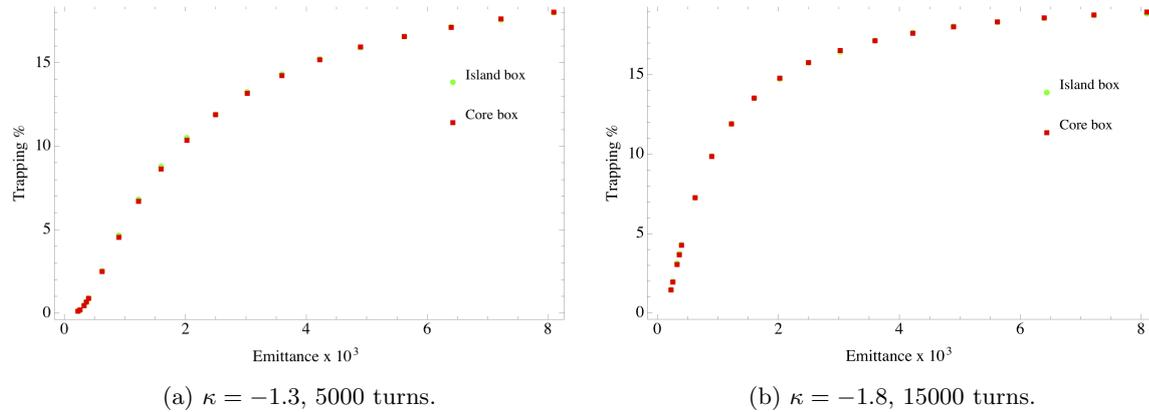 Trapping %
15
10
5
0
Island box
Core box
0 2 4 6 8
Emittance x 10³
(a) κ = −1.3, 5000 turns.
Trapping %
15
10
5
0
Island box
Core box
0 2 4 6 8
Emittance x 10³
(b) κ = −1.8, 15000 turns.